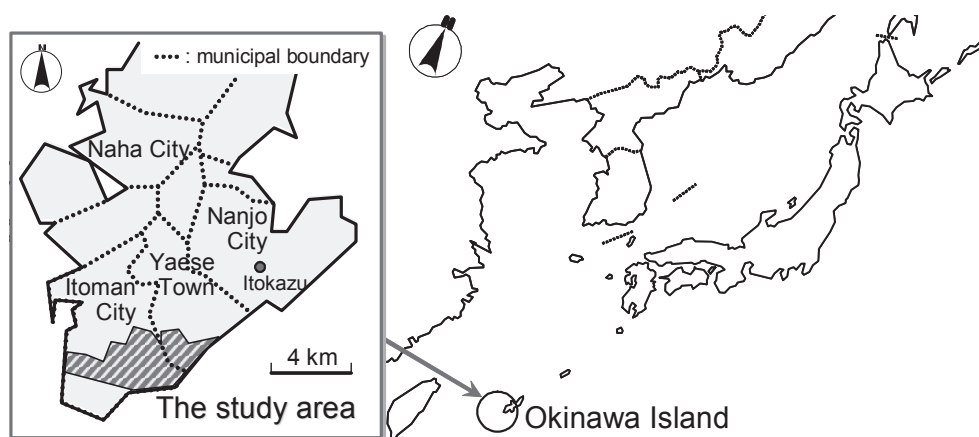 N
: municipal boundary
Naha City
Nanjo
City
Yaese
Town
Itokazu
Itoman
City
4 km
The study area
N
Okinawa Island